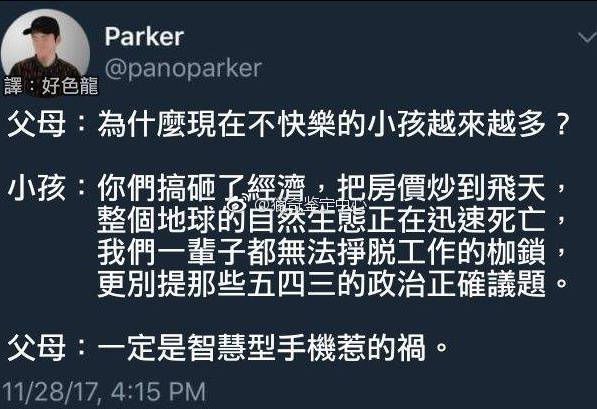 Parker
@panoparker
譯：好色龍
父母：為什麼現在不快樂的小孩越來越多？
小孩：你們搞砸了經濟，把房價炒到飛天，
整個地球的自然生態正在迅速死亡，
我們一輩子都無法掙脱工作的枷鎖，
更別提那些五四三的政治正確議題。
父母：一定是智慧型手機惹的禍。
11/28/17, 4:15 PM